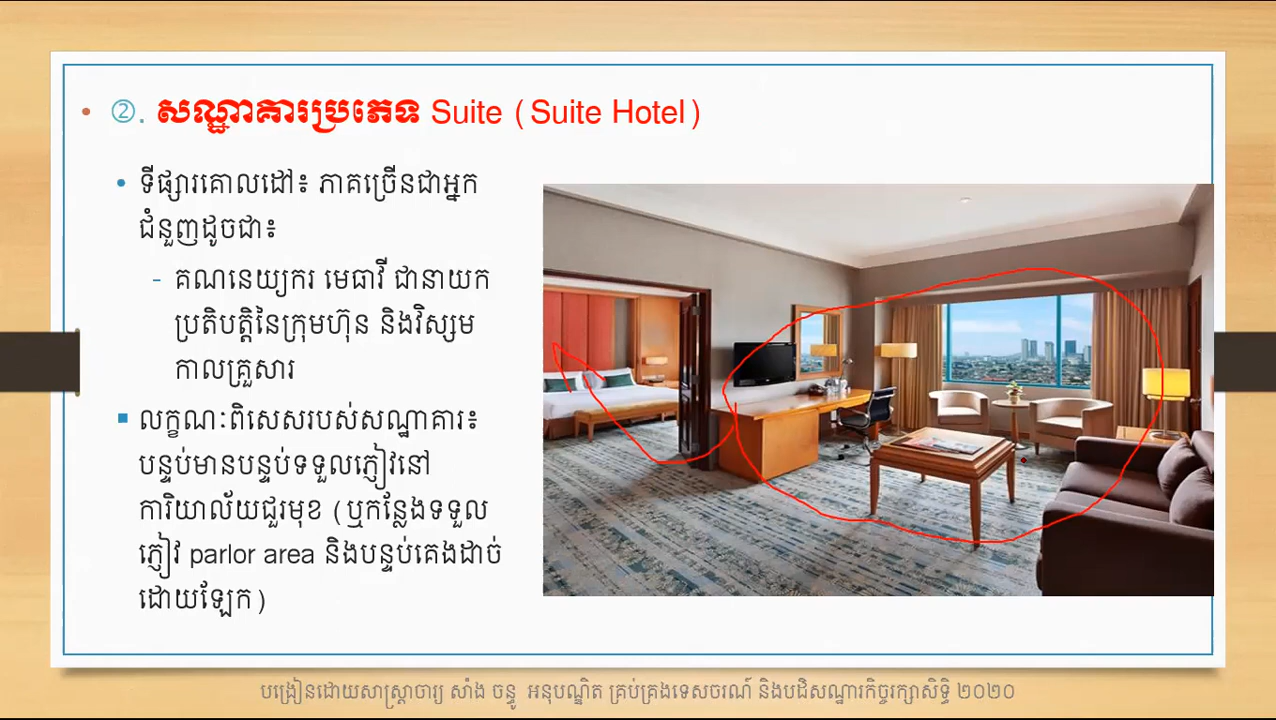 • ②. សណ្ឋាគារប្រភេទ Suite (Suite Hotel)
• ទីផ្សារគោលដៅ៖ ភាគច្រើនជាអ្នក
ជំនួញដូចជា៖
- គណនេយ្យករ មេធាវី ជានាយក
ប្រតិបត្តិនៃក្រុមហ៊ុន និងវិស្សម
កាលគ្រួសារ
▪ លក្ខណៈពិសេសរបស់សណ្ឋាគារ៖
បន្ទប់មានបន្ទប់ទទួលភ្ញៀវនៅ
ការិយាល័យជួរមុខ (ឬកន្លែងទទួល
ភ្ញៀវ parlor area និងបន្ទប់គេងដាច់
ដោយឡែក)
បង្រៀនដោយសាស្ត្រាចារ្យ សាំង ចន្ធូ អនុបណ្ឌិត គ្រប់គ្រងទេសចរណ៍ និងបដិសណ្ឋារកិច្ចរក្សាសិទ្ធិ ២០២០